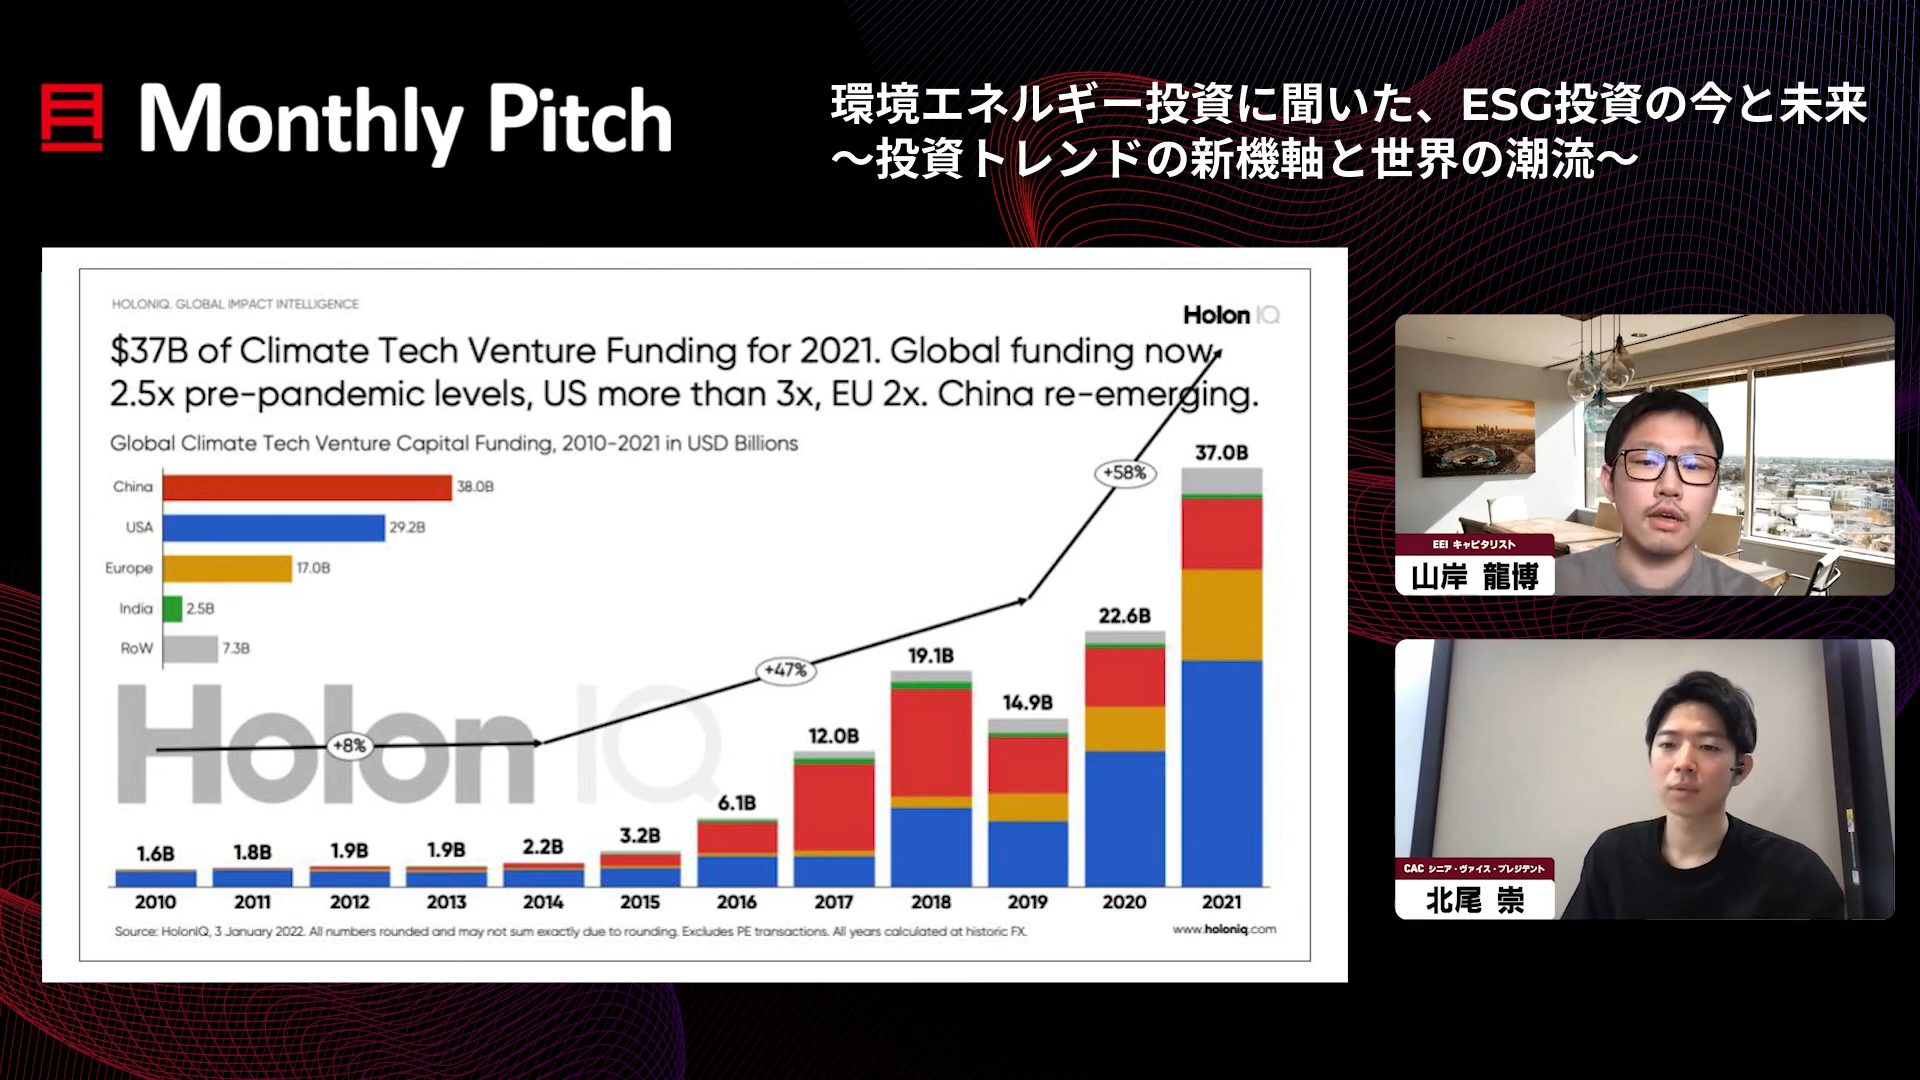 Monthly Pitch
環境エネルギー投資に聞いた、ESG投資の今と未来
～投資トレンドの新機軸と世界の潮流～
HOLONIQ. GLOBAL IMPACT INTELLIGENCE
Holon IQ
$37B of Climate Tech Venture Funding for 2021. Global funding now
2.5x pre-pandemic levels, US more than 3x, EU 2x. China re-emerging.
Global Climate Tech Venture Capital Funding, 2010-2021 in USD Billions
China 38.0B
USA 29.2B
Europe 17.0B
India 2.5B
RoW 7.3B
Holon IQ
+8%
+47%
+58%
1.6B 1.8B 1.9B 1.9B 2.2B 3.2B 6.1B 12.0B 19.1B 14.9B 22.6B 37.0B
2010 2011 2012 2013 2014 2015 2016 2017 2018 2019 2020 2021
Source: HolonIQ, 3 January 2022. All numbers rounded and may not sum exactly due to rounding. Excludes PE transactions. All years calculated at historic FX.
www.holoniq.com
EEI キャピタリスト
山岸 龍博
CAC シニア・ヴァイス・プレジデント
北尾 崇